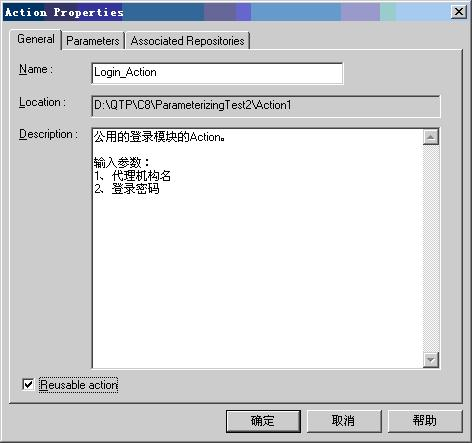 Action Properties
General
Parameters
Associated Repositories
Name :
Login_Action
Location :
D:\QTP\C8\ParameterizingTest2\Action1
Description :
公用的登录模块的Action。
输入参数：
1、代理机构名
2、登录密码
Reusable action
确定
取消
帮助